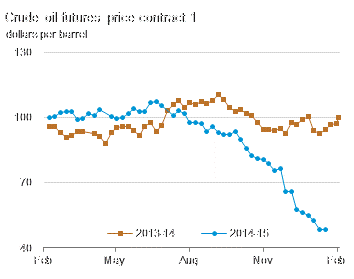 Crude oil futures price contract 1
dollars per barrel
130
100
70
40
2013-14
2014-15
Feb
May
Aug
Nov
Feb